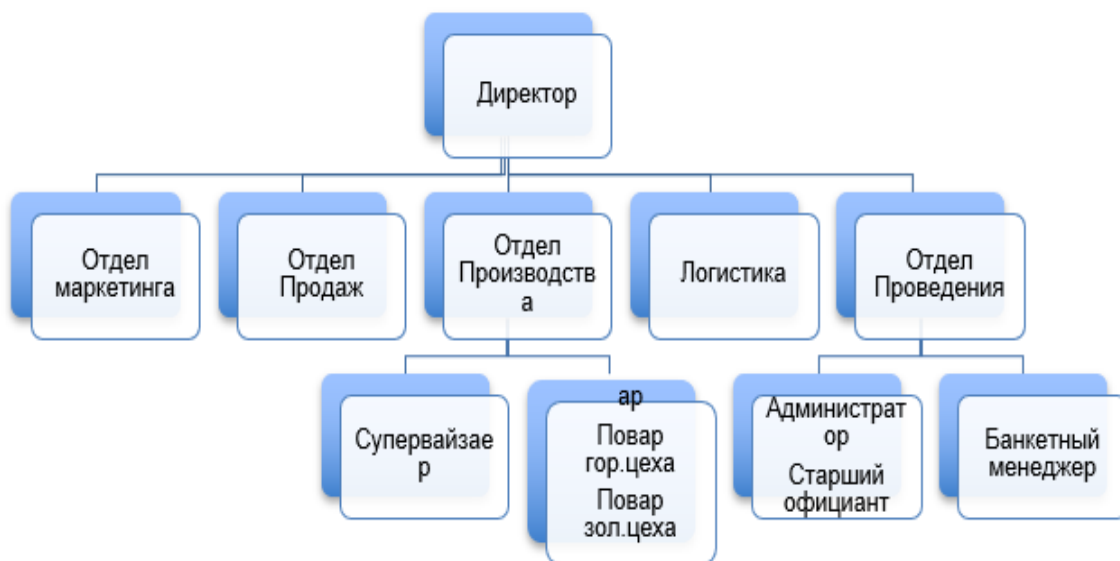 Директор
Отдел
маркетинга
Отдел
Продаж
Отдел
Производств
а
Логистика
Отдел
Проведения
Супервайзае
р
ар
Повар
гор.цеха
Повар
зол.цеха
Администрат
ор
Старший
официант
Банкетный
менеджер